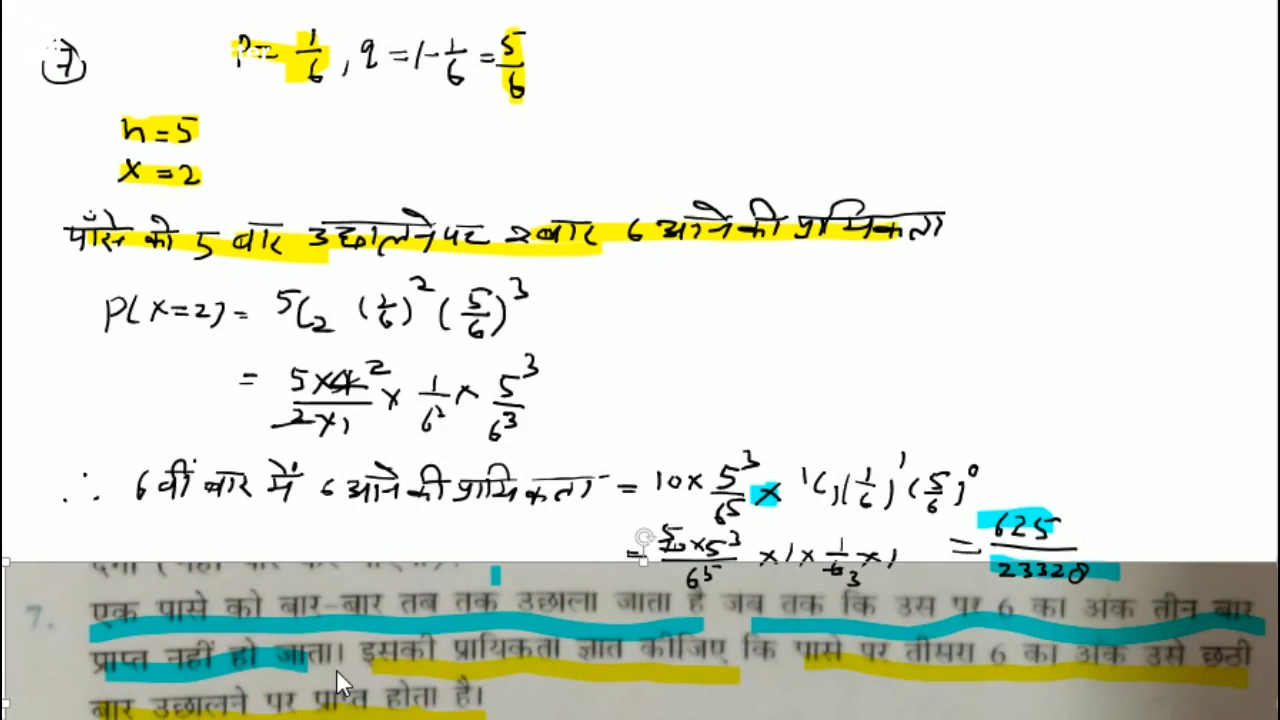 7 P = 1/6, q = 1 - 1/6 = 5/6
n = 5
x = 2
पाँसे को 5 बार उछालने पर 2 बार 6 आने की प्रायिकता
P(X=2) = 5C2 (1/6)^2 (5/6)^3
= 5×4^2/2×1 × 1/6^2 × 5^3/6^3
∴ 6वीं बार में 6 आने की प्रायिकता = 10 × 5^3/6^5 × 1C1 (1/6)^1 (5/6)^0
= 10 5 × 5^3/6^5 × 1 × 1/6 3 × 1 = 625/23328
7. एक पासे को बार-बार तब तक उछाला जाता है जब तक कि उस पर 6 का अंक तीन बार
प्राप्त नहीं हो जाता। इसकी प्रायिकता ज्ञात कीजिए कि पासे पर तीसरा 6 का अंक उसे छठी
बार उछालने पर प्राप्त होता है।